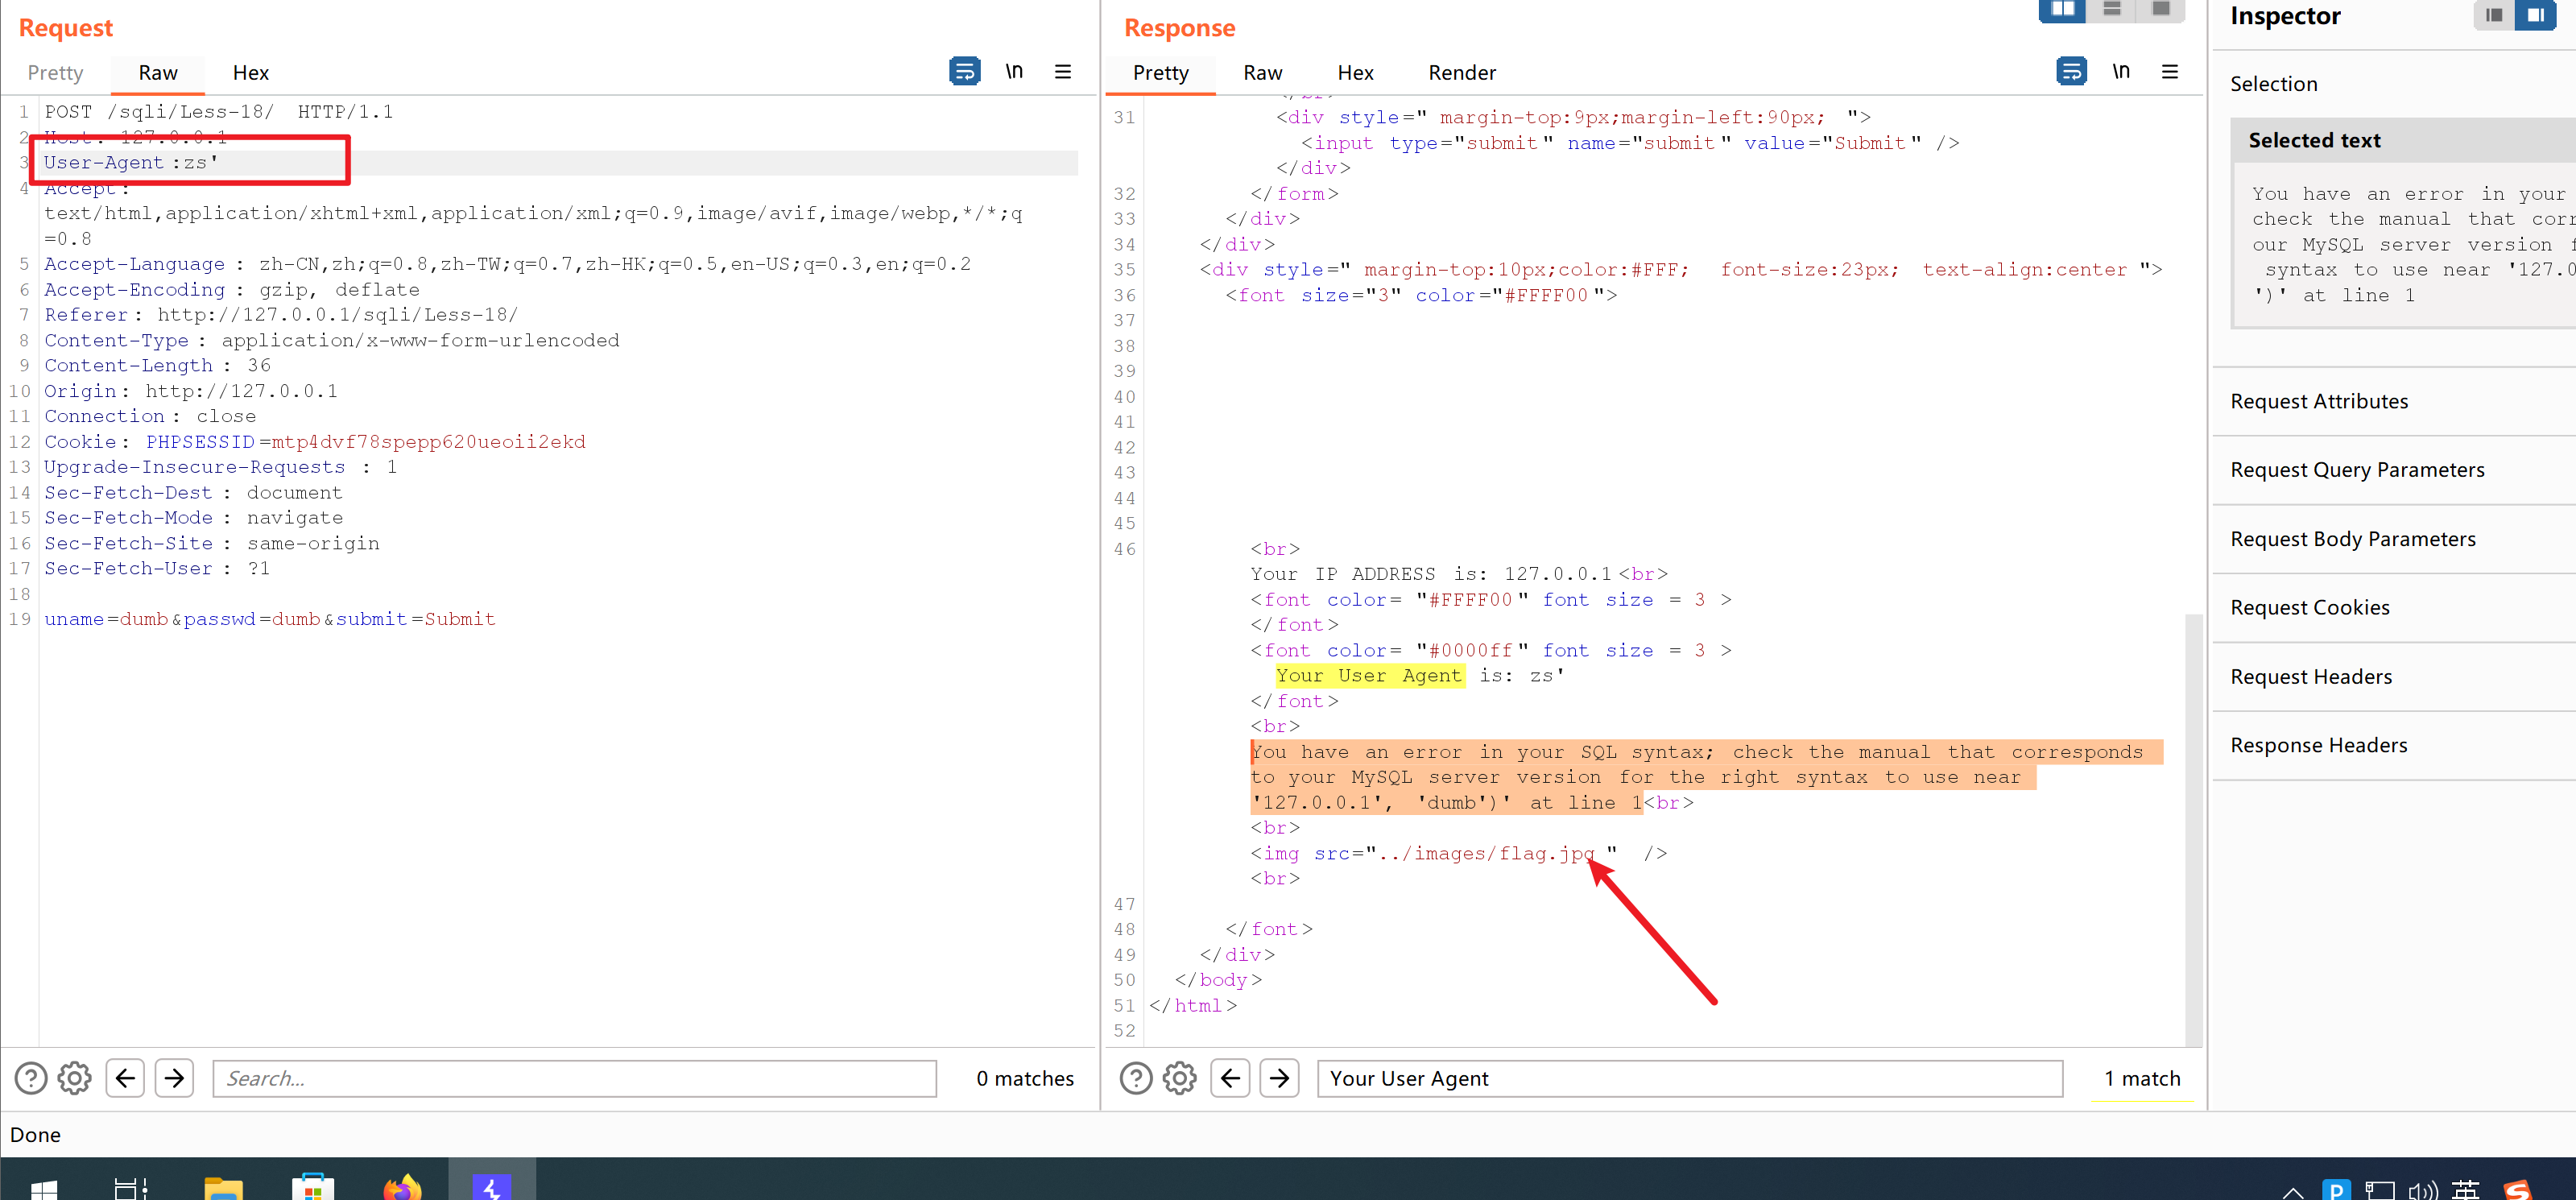 Request
Pretty Raw Hex \n
1 POST /sqli/Less-18/ HTTP/1.1
2 Host: 127.0.0.1
3 User-Agent :zs'
4 Accept:
text/html,application/xhtml+xml,application/xml;q=0.9,image/avif,image/webp,*/*;q
=0.8
5 Accept-Language : zh-CN,zh;q=0.8,zh-TW;q=0.7,zh-HK;q=0.5,en-US;q=0.3,en;q=0.2
6 Accept-Encoding : gzip, deflate
7 Referer: http://127.0.0.1/sqli/Less-18/
8 Content-Type : application/x-www-form-urlencoded
9 Content-Length : 36
10 Origin: http://127.0.0.1
11 Connection: close
12 Cookie: PHPSESSID=mtp4dvf78spepp620ueoii2ekd
13 Upgrade-Insecure-Requests : 1
14 Sec-Fetch-Dest : document
15 Sec-Fetch-Mode : navigate
16 Sec-Fetch-Site : same-origin
17 Sec-Fetch-User : ?1
18
19 uname=dumb&passwd=dumb&submit=Submit
Search...
0 matches
Response
Pretty Raw Hex Render \n
31 <div style=" margin-top:9px;margin-left:90px; ">
<input type="submit" name="submit" value="Submit" />
</div>
32 </form>
33 </div>
34 </div>
35 <div style=" margin-top:10px;color:#FFF; font-size:23px; text-align:center ">
36 <font size="3" color="#FFFF00">
37
38
39
40
41
42
43
44
45
46 <br>
Your IP ADDRESS is: 127.0.0.1<br>
<font color= "#FFFF00" font size = 3 >
</font>
<font color= "#0000ff" font size = 3 >
Your User Agent is: zs'
</font>
<br>
You have an error in your SQL syntax; check the manual that corresponds
to your MySQL server version for the right syntax to use near
'127.0.0.1', 'dumb')' at line 1<br>
<br>
<img src="../images/flag.jpg " />
<br>
47
48 </font>
49 </div>
50 </body>
51 </html>
52
Your User Agent
1 match
Inspector
Selection
Selected text
You have an error in your
check the manual that corr
our MySQL server version f
syntax to use near '127.0
')' at line 1
Request Attributes
Request Query Parameters
Request Body Parameters
Request Cookies
Request Headers
Response Headers
Done
P 英 S